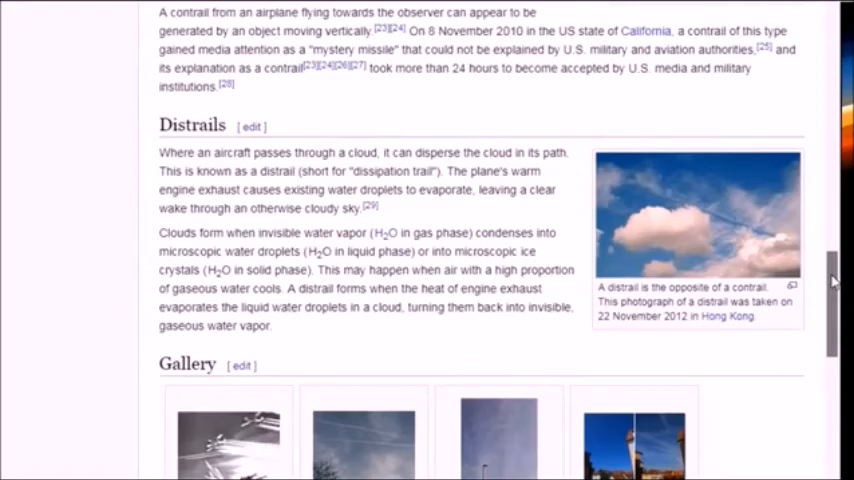 A contrail from an airplane flying towards the observer can appear to be
generated by an object moving vertically.[23][24] On 8 November 2010 in the US state of California, a contrail of this type
gained media attention as a "mystery missile" that could not be explained by U.S. military and aviation authorities,[25] and
its explanation as a contrail[23][24][26][27] took more than 24 hours to become accepted by U.S. media and military
institutions.[28]
Distrails [ edit ]
Where an aircraft passes through a cloud, it can disperse the cloud in its path.
This is known as a distrail (short for "dissipation trail"). The plane's warm
engine exhaust causes existing water droplets to evaporate, leaving a clear
wake through an otherwise cloudy sky.[29]
Clouds form when invisible water vapor (H2O in gas phase) condenses into
microscopic water droplets (H2O in liquid phase) or into microscopic ice
crystals (H2O in solid phase). This may happen when air with a high proportion
of gaseous water cools. A distrail forms when the heat of engine exhaust
evaporates the liquid water droplets in a cloud, turning them back into invisible,
gaseous water vapor.
A distrail is the opposite of a contrail.
This photograph of a distrail was taken on
22 November 2012 in Hong Kong.
Gallery [ edit ]